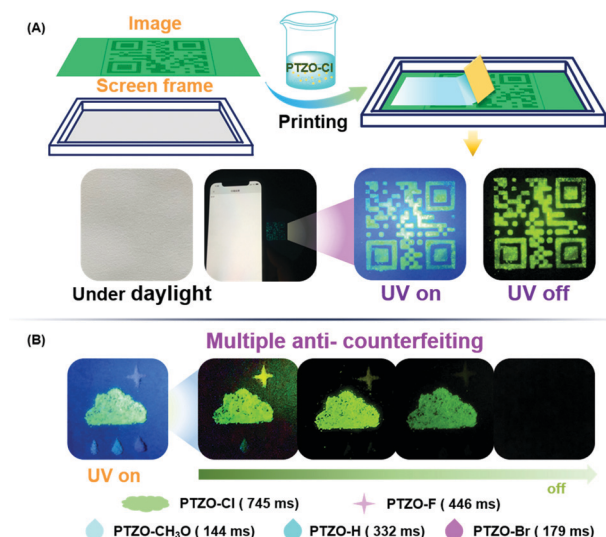 (A)
Image
PTZO-Cl
Screen frame
Printing
Under daylight
UV on
UV off
(B)
Multiple anti- counterfeiting
UV on
off
PTZO-Cl ( 745 ms)
PTZO-F ( 446 ms)
PTZO-CH₃O ( 144 ms)
PTZO-H ( 332 ms)
PTZO-Br ( 179 ms)